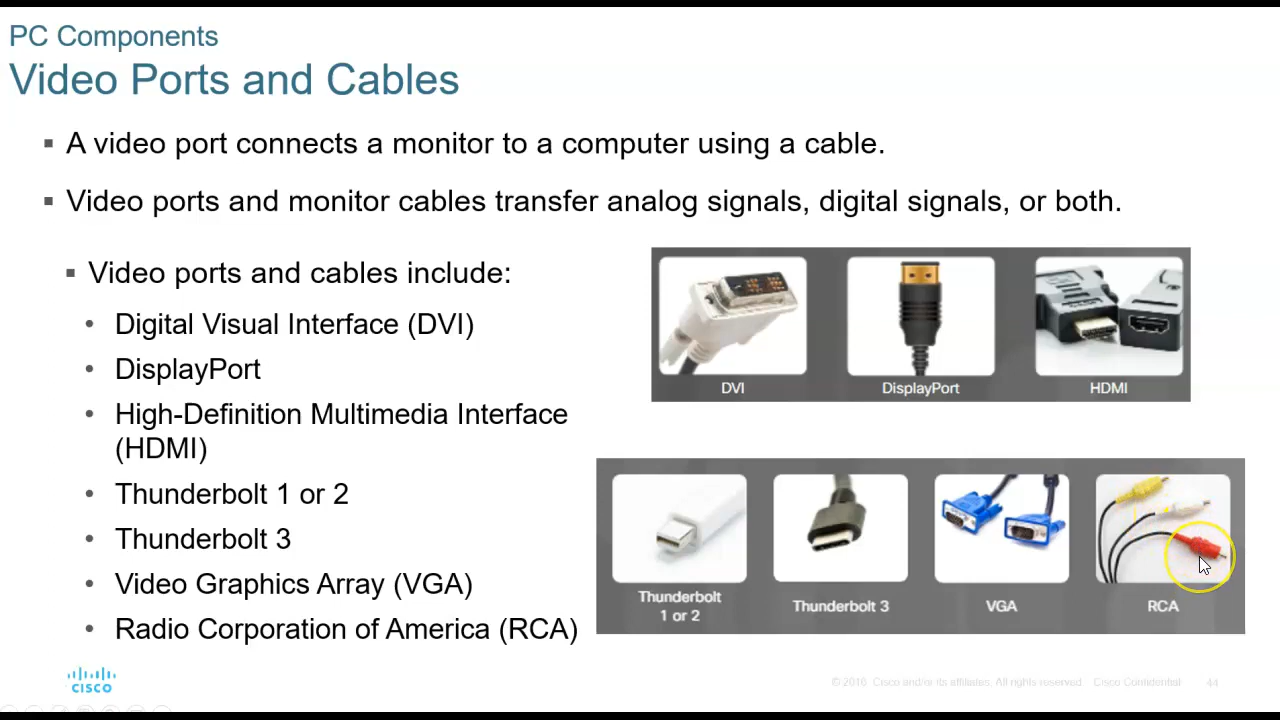 PC Components
Video Ports and Cables
▪ A video port connects a monitor to a computer using a cable.
▪ Video ports and monitor cables transfer analog signals, digital signals, or both.
▪ Video ports and cables include:
• Digital Visual Interface (DVI)
• DisplayPort
• High-Definition Multimedia Interface
(HDMI)
• Thunderbolt 1 or 2
• Thunderbolt 3
• Video Graphics Array (VGA)
• Radio Corporation of America (RCA)
DVI
DisplayPort
HDMI
Thunderbolt
1 or 2
Thunderbolt 3
VGA
RCA
CISCO
© 2016 Cisco and/or its affiliates. All rights reserved. Cisco Confidential
44